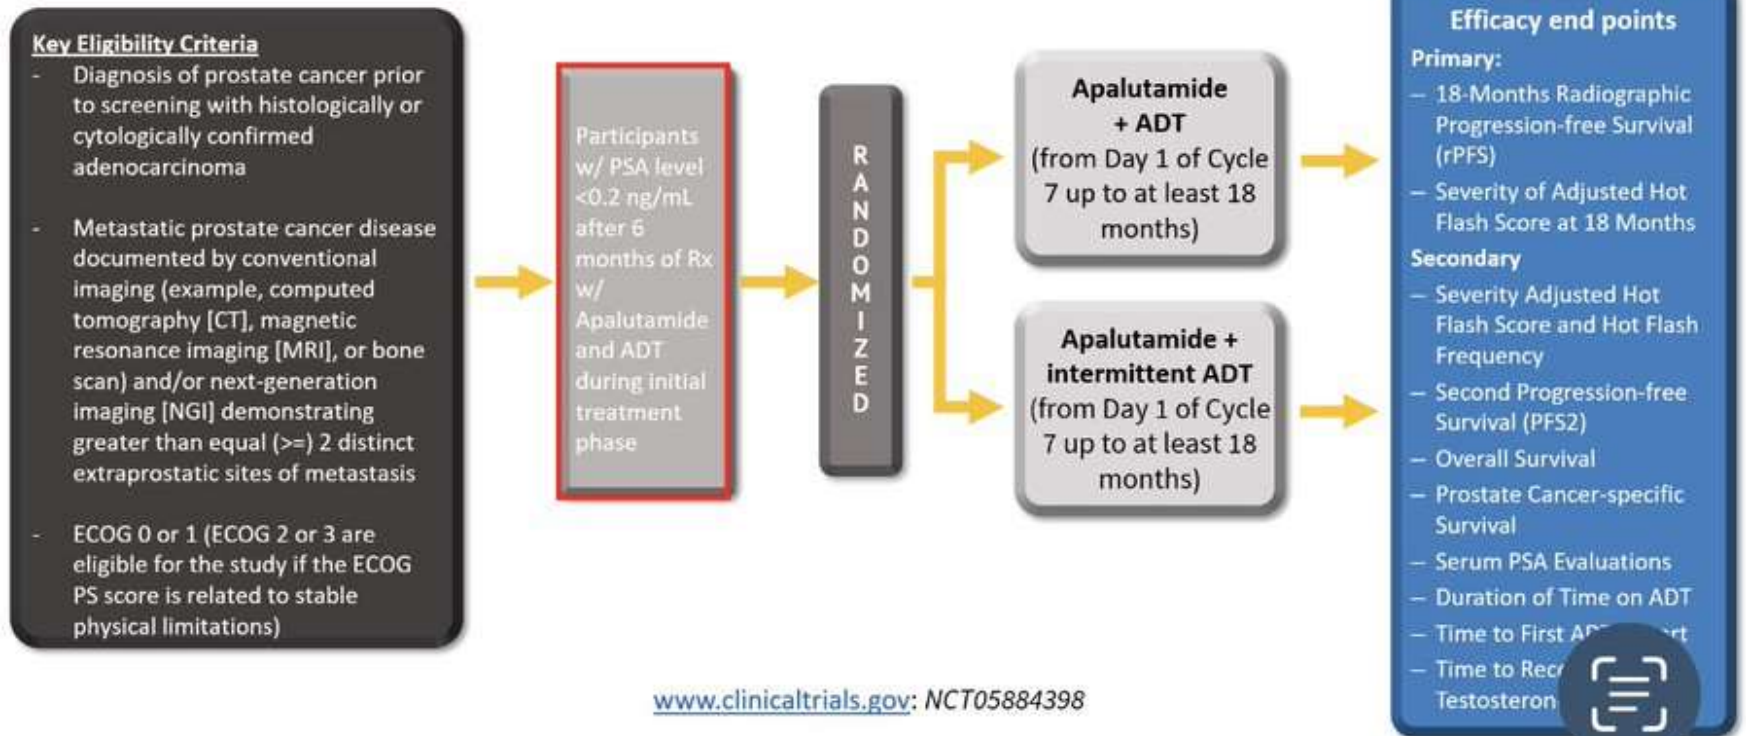 Key Eligibility Criteria
- Diagnosis of prostate cancer prior
to screening with histologically or
cytologically confirmed
adenocarcinoma
- Metastatic prostate cancer disease
documented by conventional
imaging (example, computed
tomography [CT], magnetic
resonance imaging [MRI], or bone
scan) and/or next-generation
imaging [NGI] demonstrating
greater than equal (>=) 2 distinct
extraprostatic sites of metastasis
- ECOG 0 or 1 (ECOG 2 or 3 are
eligible for the study if the ECOG
PS score is related to stable
physical limitations)
Participants
w/ PSA level
<0.2 ng/mL
after 6
months of Rx
w/
Apalutamide
and ADT
during initial
treatment
phase
RANDOMIZED
Apalutamide
+ ADT
(from Day 1 of Cycle
7 up to at least 18
months)
Apalutamide +
intermittent ADT
(from Day 1 of Cycle
7 up to at least 18
months)
Efficacy end points
Primary:
– 18-Months Radiographic
Progression-free Survival
(rPFS)
– Severity of Adjusted Hot
Flash Score at 18 Months
Secondary
– Severity Adjusted Hot
Flash Score and Hot Flash
Frequency
– Second Progression-free
Survival (PFS2)
– Overall Survival
– Prostate Cancer-specific
Survival
– Serum PSA Evaluations
– Duration of Time on ADT
– Time to First
– Time to
www.clinicaltrials.gov: NCT05884398